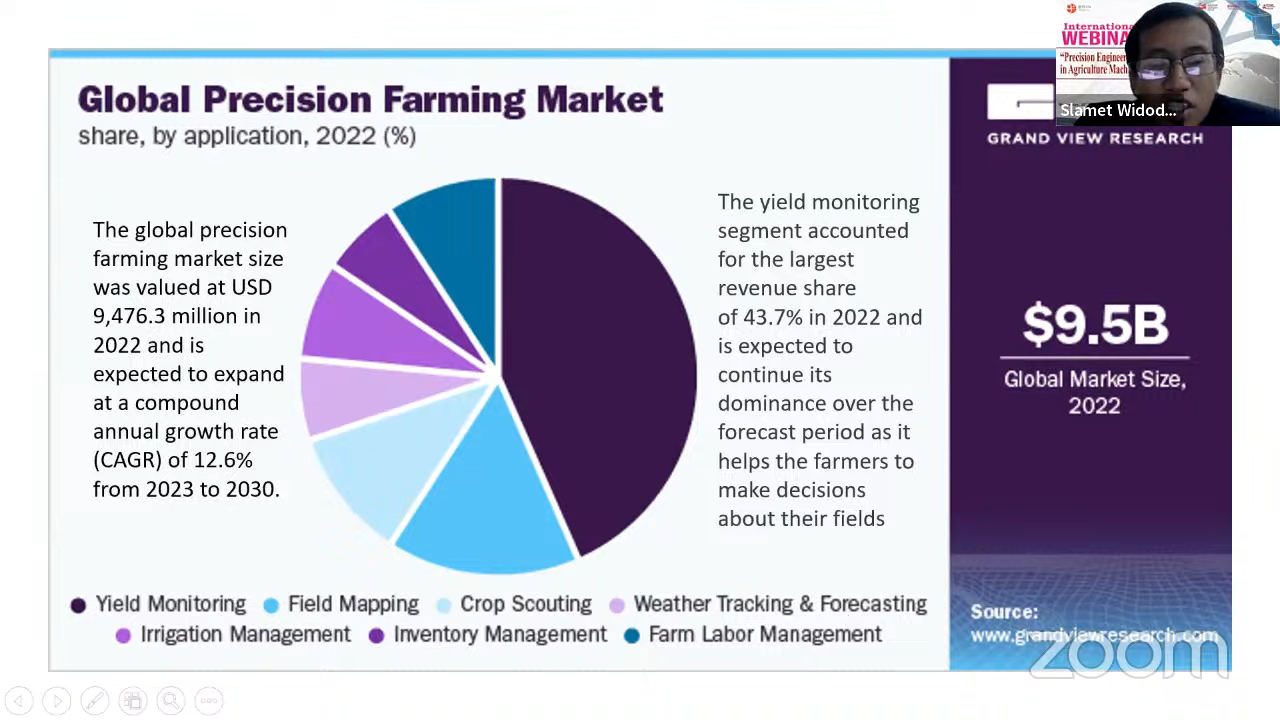 International
WEBINA
"Precision Engineer
in Agriculture Mach
Slamet Widod...
Global Precision Farming Market
share, by application, 2022 (%)
GRAND VIEW RESEARCH
The global precision
farming market size
was valued at USD
9,476.3 million in
2022 and is
expected to expand
at a compound
annual growth rate
(CAGR) of 12.6%
from 2023 to 2030.
The yield monitoring
segment accounted
for the largest
revenue share
of 43.7% in 2022 and
is expected to
continue its
dominance over the
forecast period as it
helps the farmers to
make decisions
about their fields
$9.5B
Global Market Size,
2022
Yield Monitoring Field Mapping Crop Scouting Weather Tracking & Forecasting
Irrigation Management Inventory Management Farm Labor Management
Source:
www.grandviewresearch.com
zoom